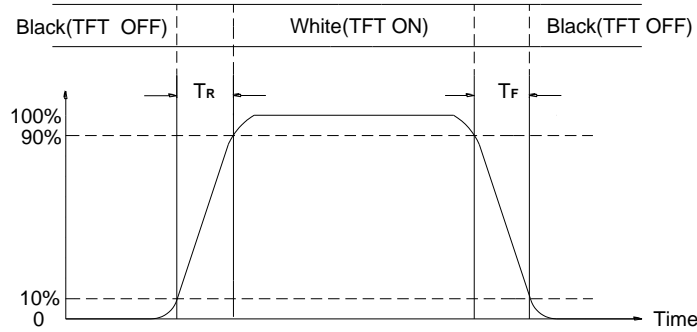 Black(TFT OFF) White(TFT ON) Black(TFT OFF)
TR TF
100%
90%
10%
0
Time